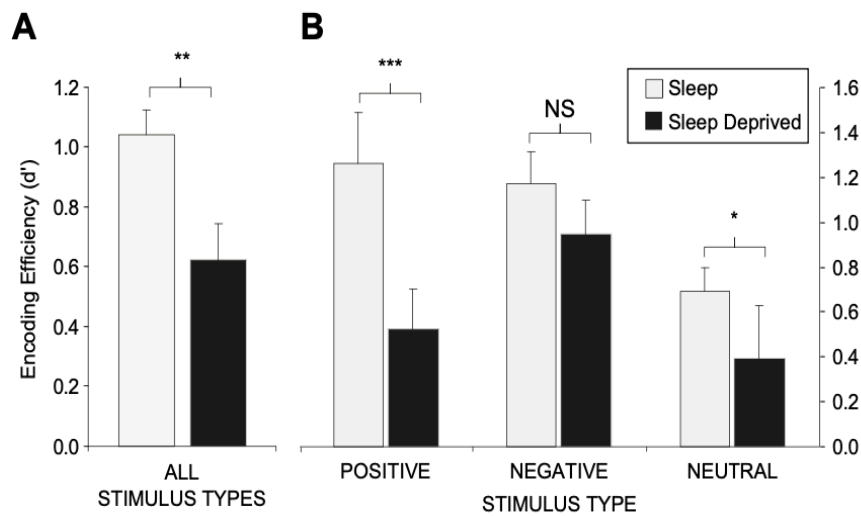 A
B
**
***
NS
*
Sleep
Sleep Deprived
Encoding Efficiency (d')
1.2
1.0
0.8
0.6
0.4
0.2
0.0
1.6
1.4
1.2
1.0
0.8
0.6
0.4
0.2
0.0
ALL
STIMULUS TYPES
POSITIVE
NEGATIVE
NEUTRAL
STIMULUS TYPE